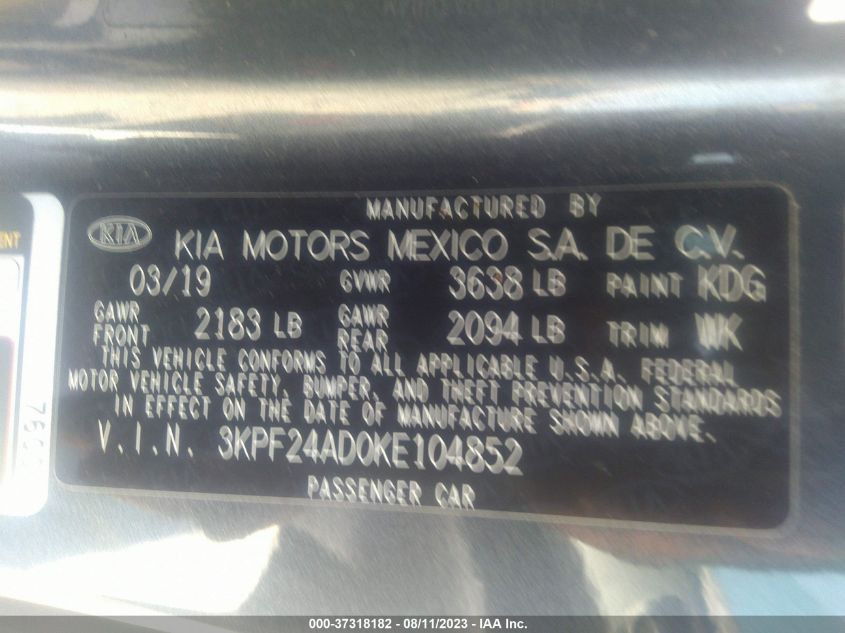 MANUFACTURED BY
KIA KIA MOTORS MEXICO S.A. DE C.V.
03/19 GVWR 3638 LB PAINT KDG
GAWR FRONT 2183 LB GAWR REAR 2094 LB TRIM WK
THIS VEHICLE CONFORMS TO ALL APPLICABLE U.S.A. FEDERAL
MOTOR VEHICLE SAFETY, BUMPER, AND THEFT PREVENTION STANDARDS
IN EFFECT ON THE DATE OF MANUFACTURE SHOWN ABOVE.
V.I.N. 3KPF24AD0KE104852
PASSENGER CAR
000-37318182 - 08/11/2023 - IAA Inc.